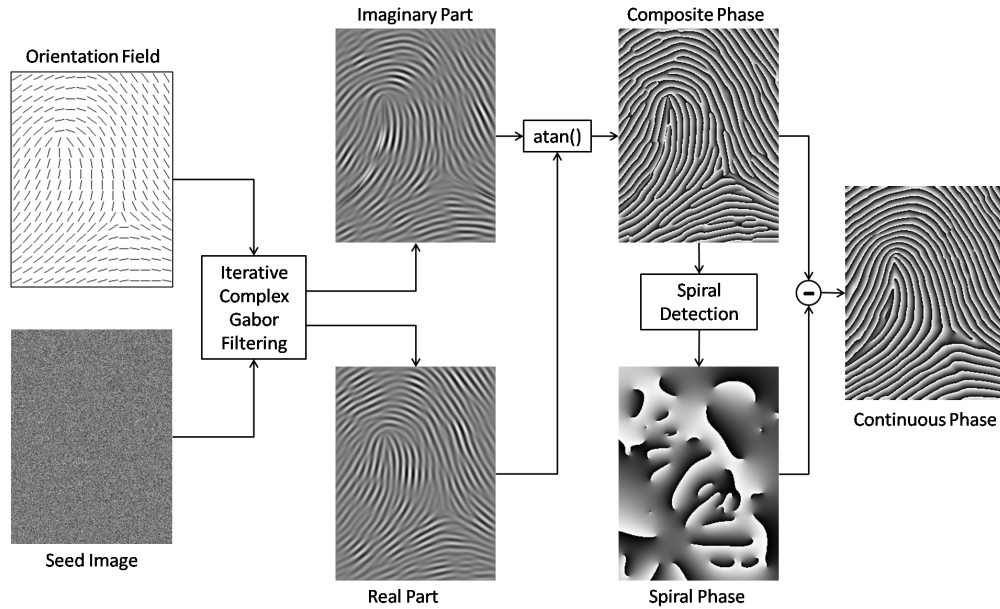 Orientation Field
Seed Image
Iterative
Complex
Gabor
Filtering
Imaginary Part
Real Part
atan()
Composite Phase
Spiral
Detection
Spiral Phase
-
Continuous Phase